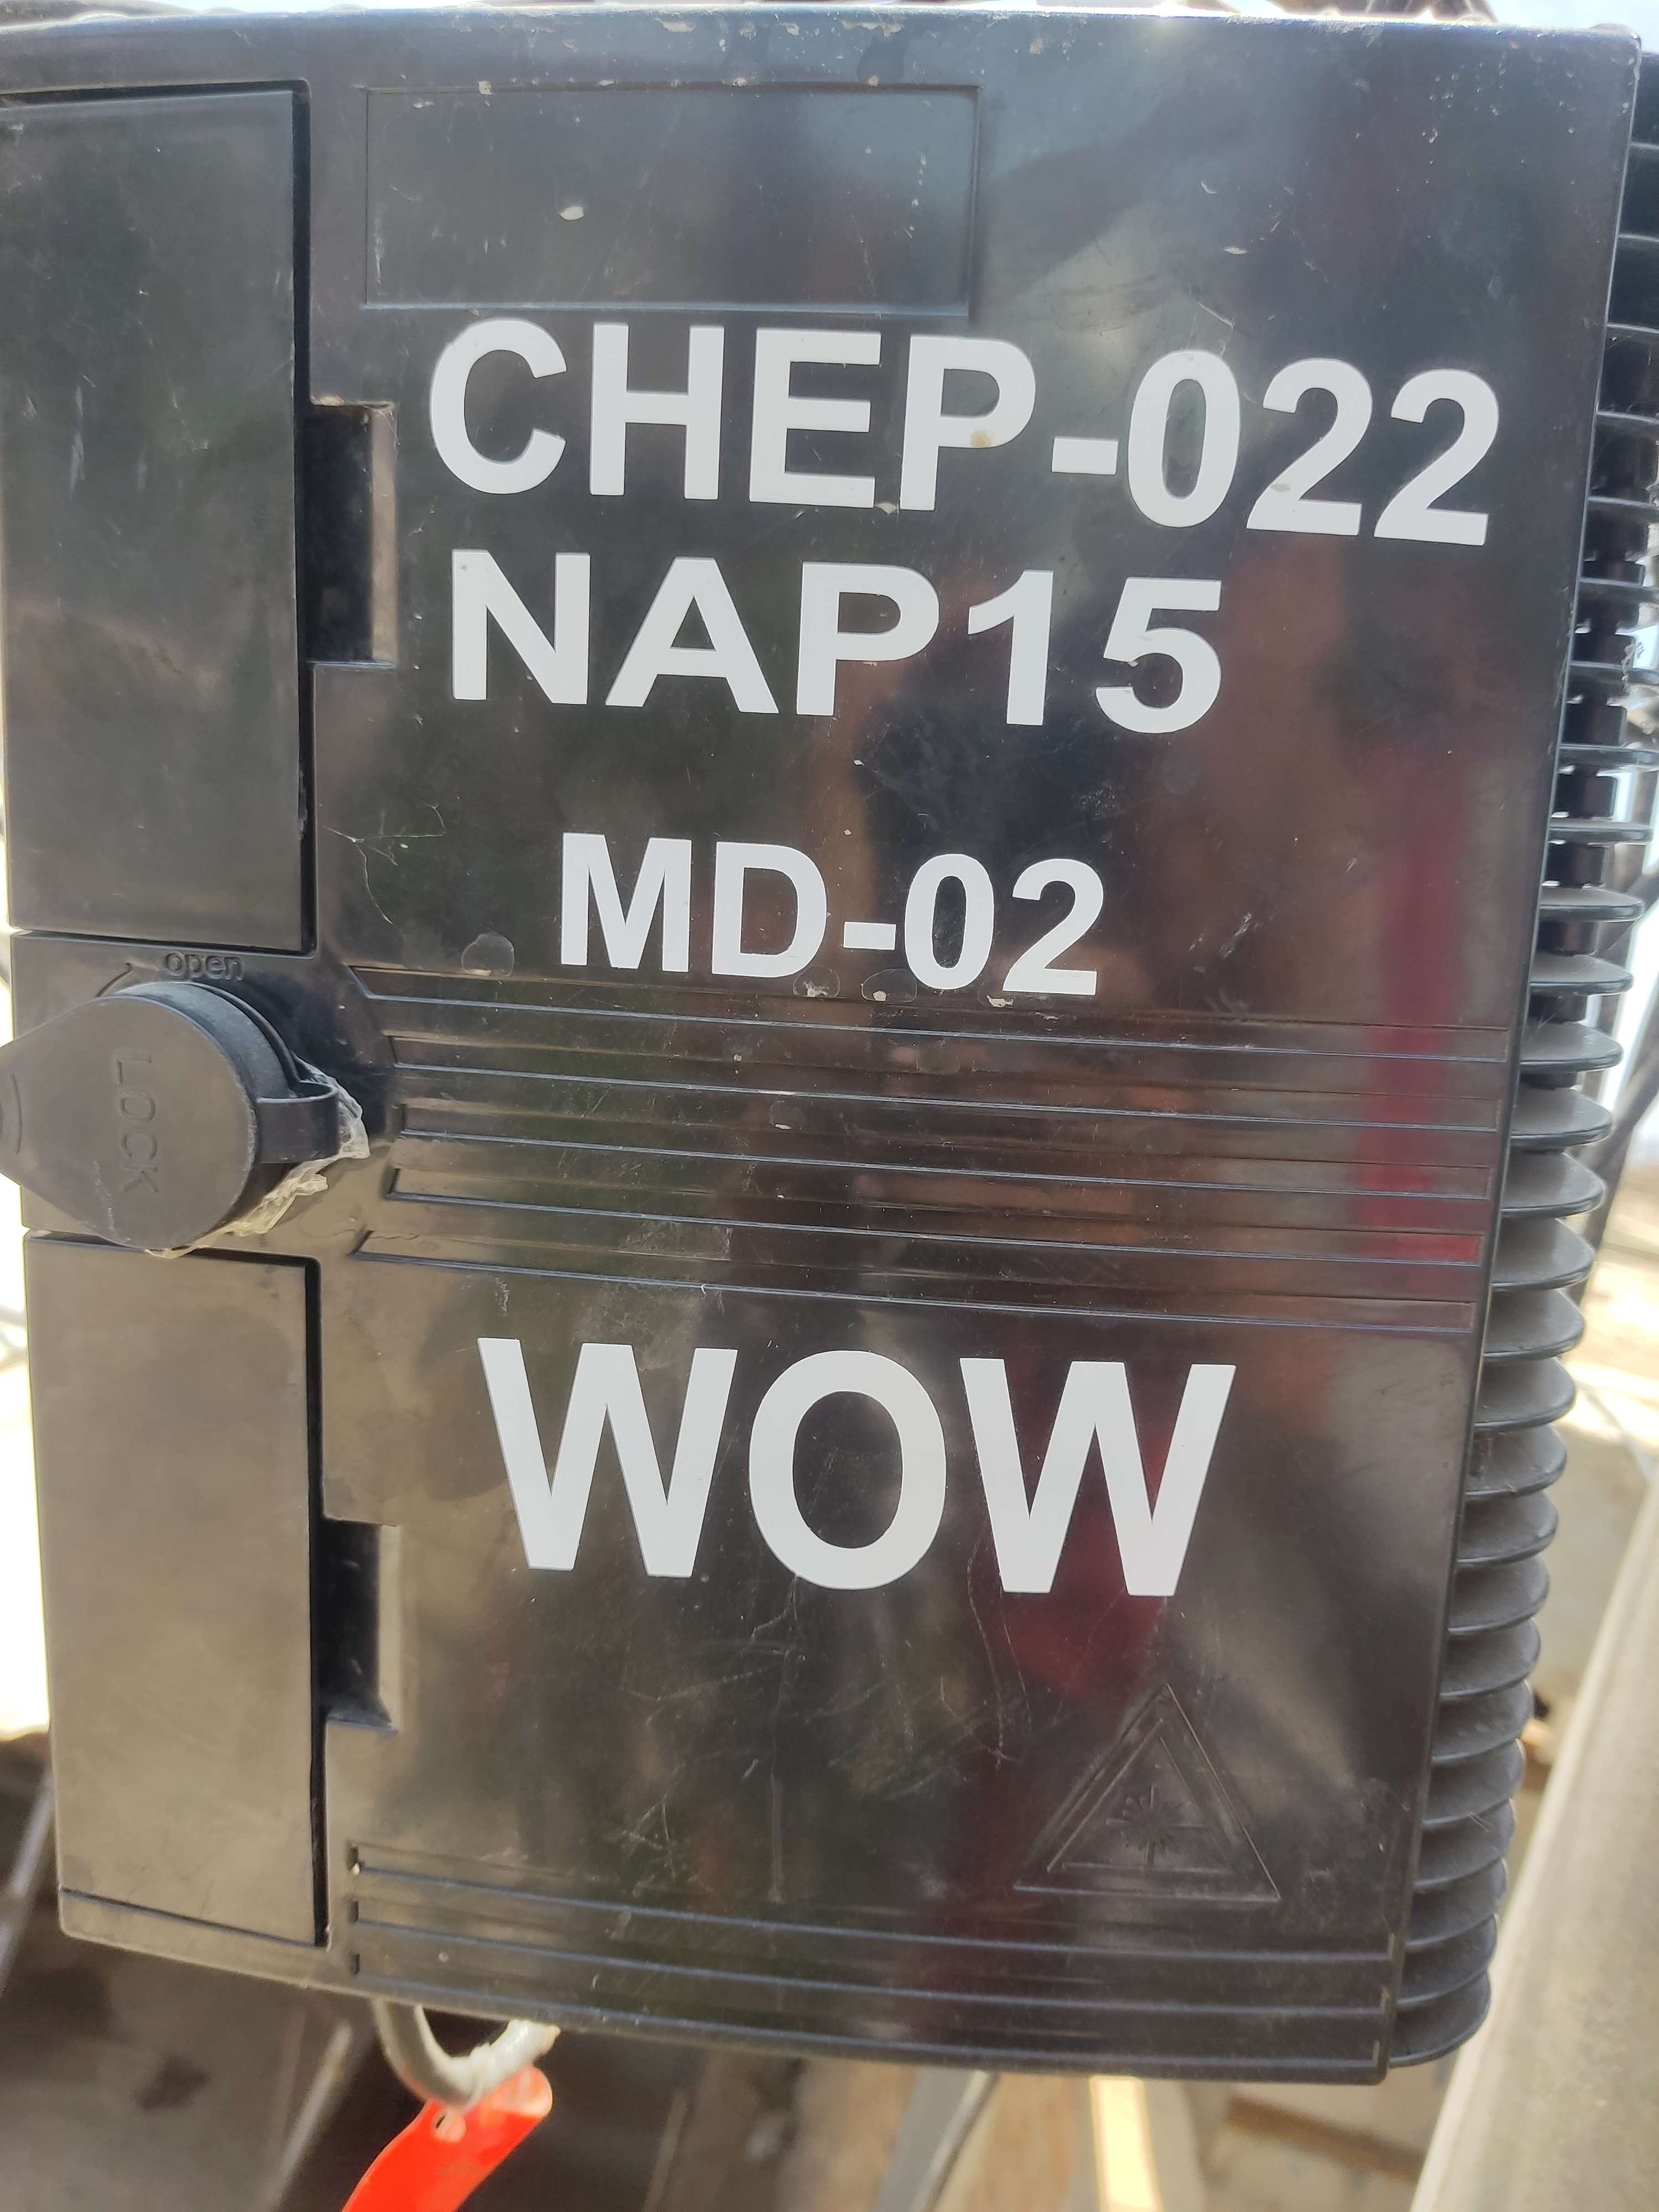 CHEP-022
NAP15
MD-02
open
LOCK
WOW